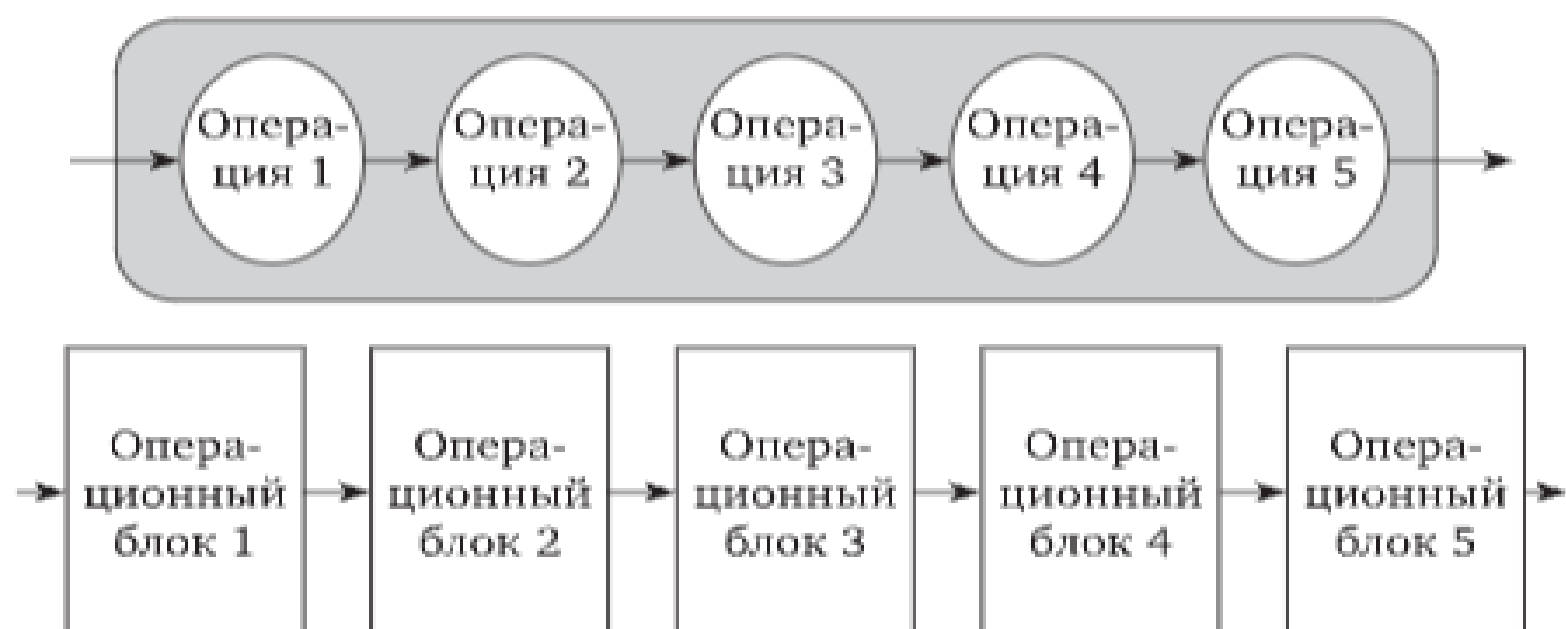 Опера-
ция 1
Опера-
ция 2
Опера-
ция 3
Опера-
ция 4
Опера-
ция 5
Опера-
ционный
блок 1
Опера-
ционный
блок 2
Опера-
ционный
блок 3
Опера-
ционный
блок 4
Опера-
ционный
блок 5